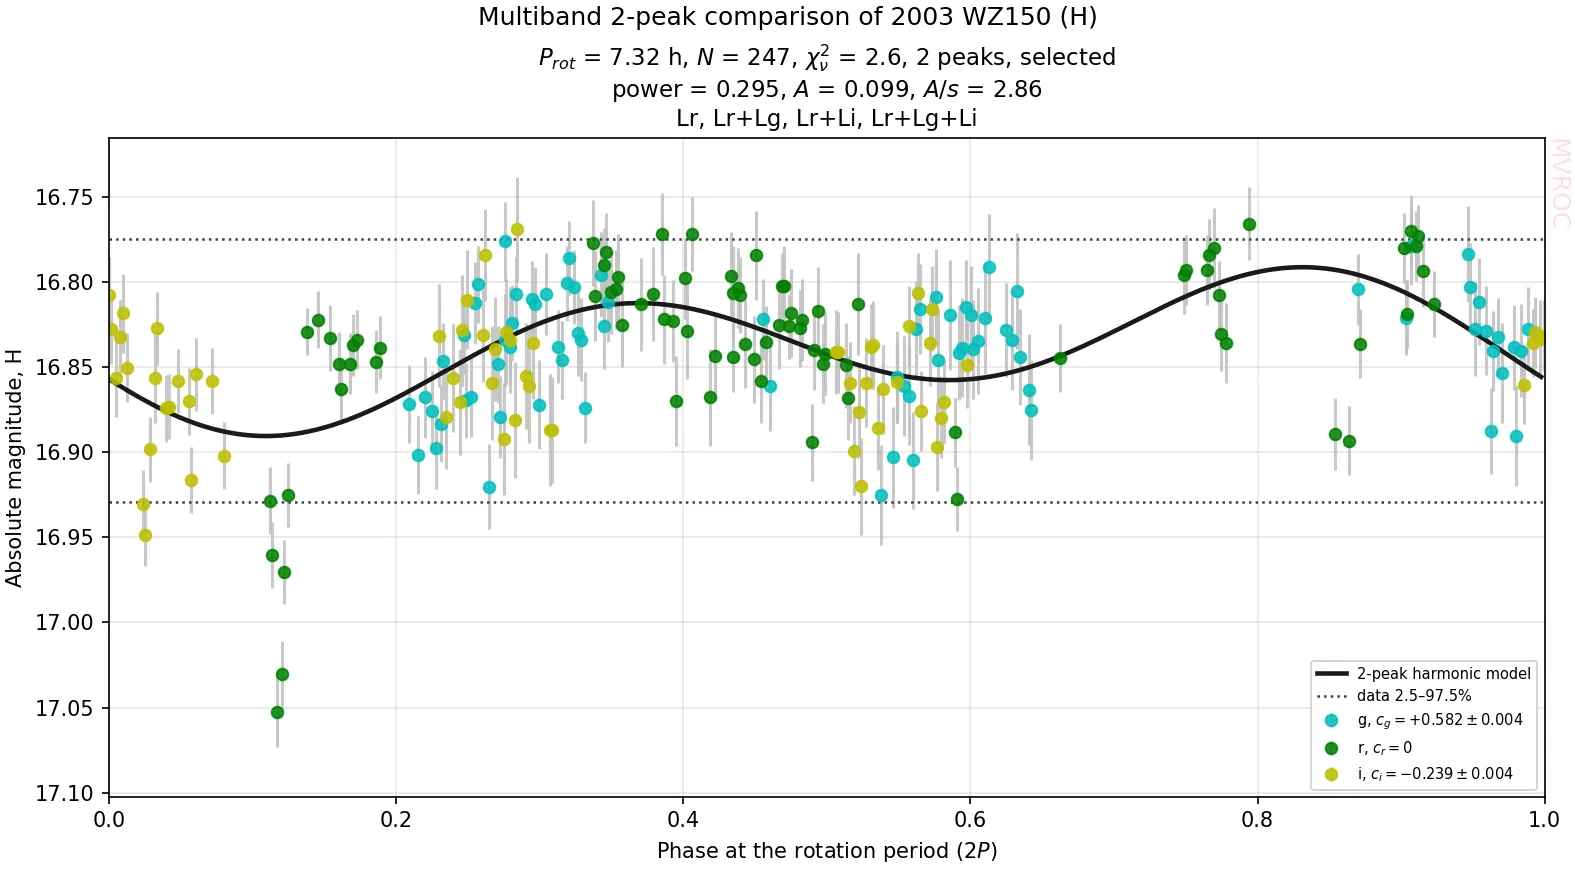 Multiband 2-peak comparison of 2003 WZ150 (H)
P_rot = 7.32 h, N = 247, χ²_ν = 2.6, 2 peaks, selected
power = 0.295, A = 0.099, A/s = 2.86
Lr, Lr+Lg, Lr+Li, Lr+Lg+Li
MVROC
Absolute magnitude, H
16.75
16.80
16.85
16.90
16.95
17.00
17.05
17.10
2-peak harmonic model
data 2.5–97.5%
g, c_g = +0.582 ± 0.004
r, c_r = 0
i, c_i = −0.239 ± 0.004
0.0 0.2 0.4 0.6 0.8 1.0
Phase at the rotation period (2P)